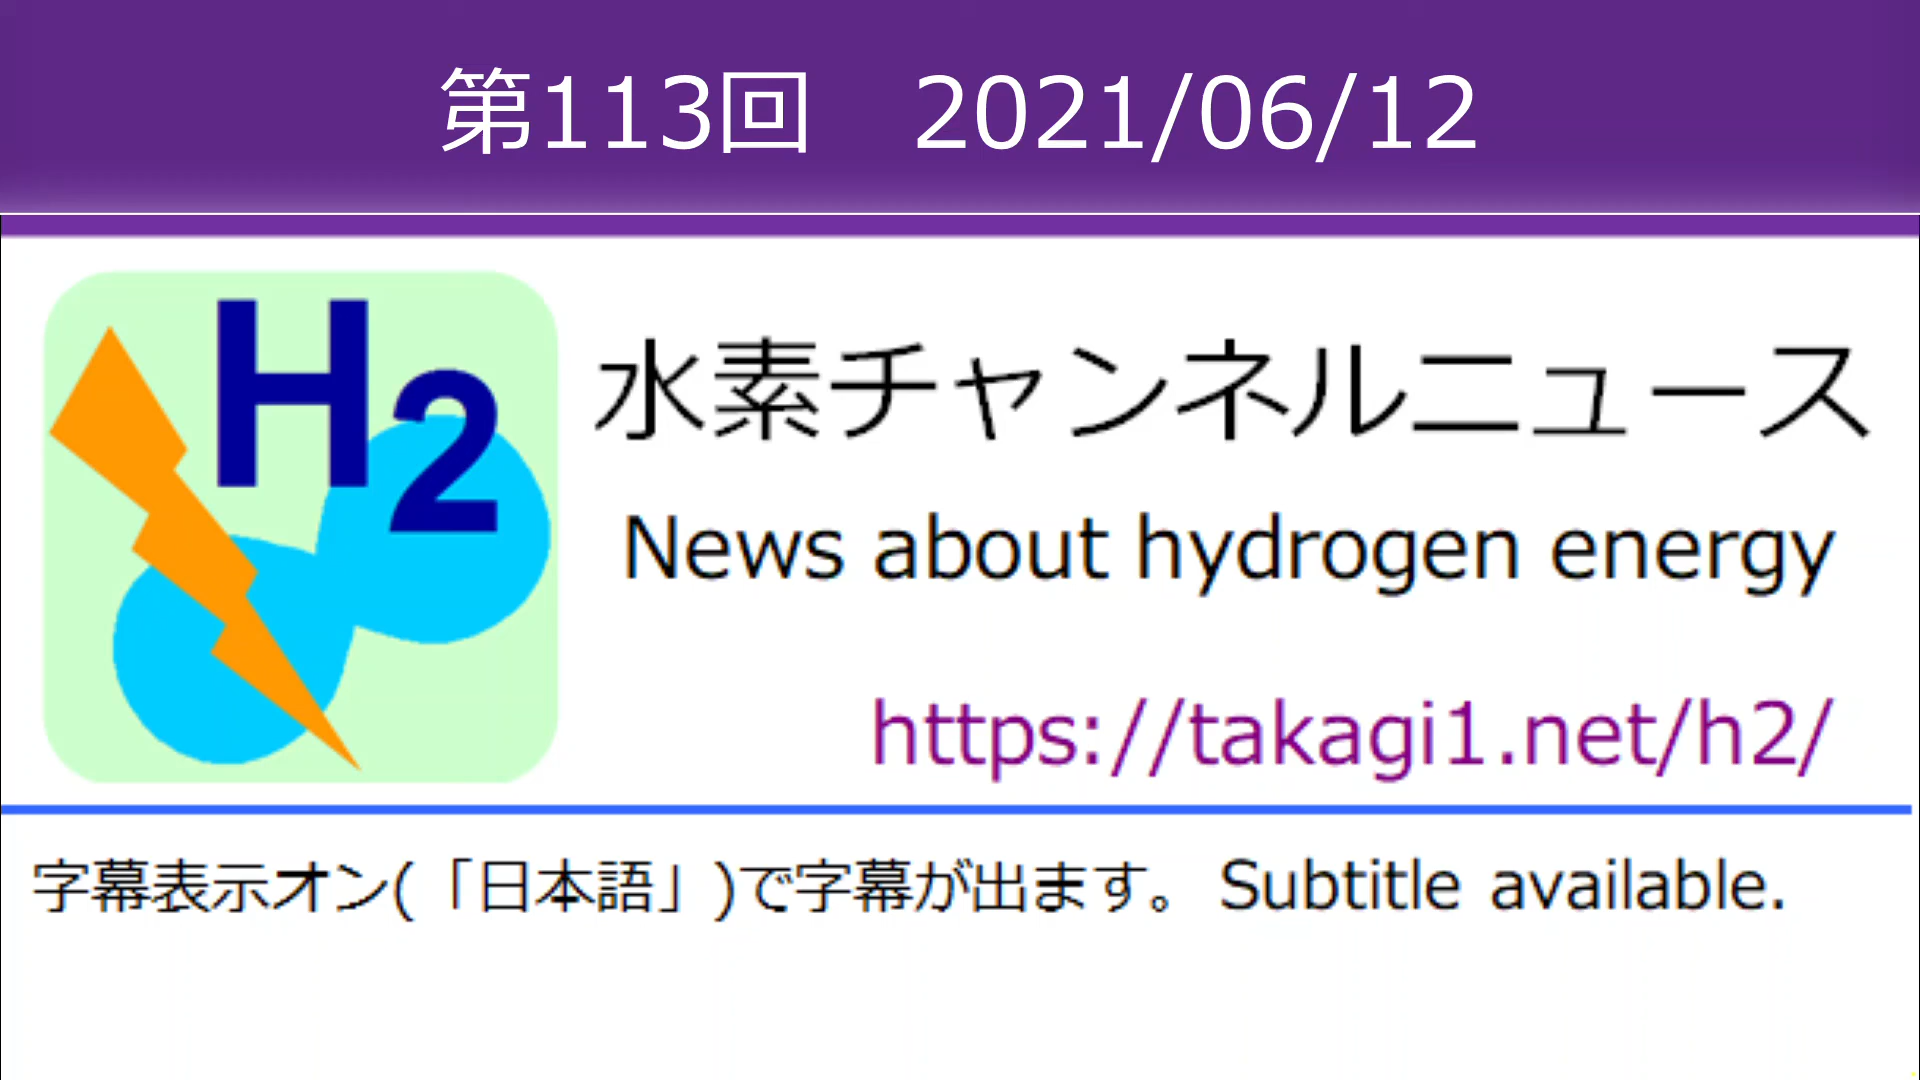 第113回　2021/06/12
H2
水素チャンネルニュース
News about hydrogen energy
https://takagi1.net/h2/
字幕表示オン(「日本語」)で字幕が出ます。 Subtitle available.